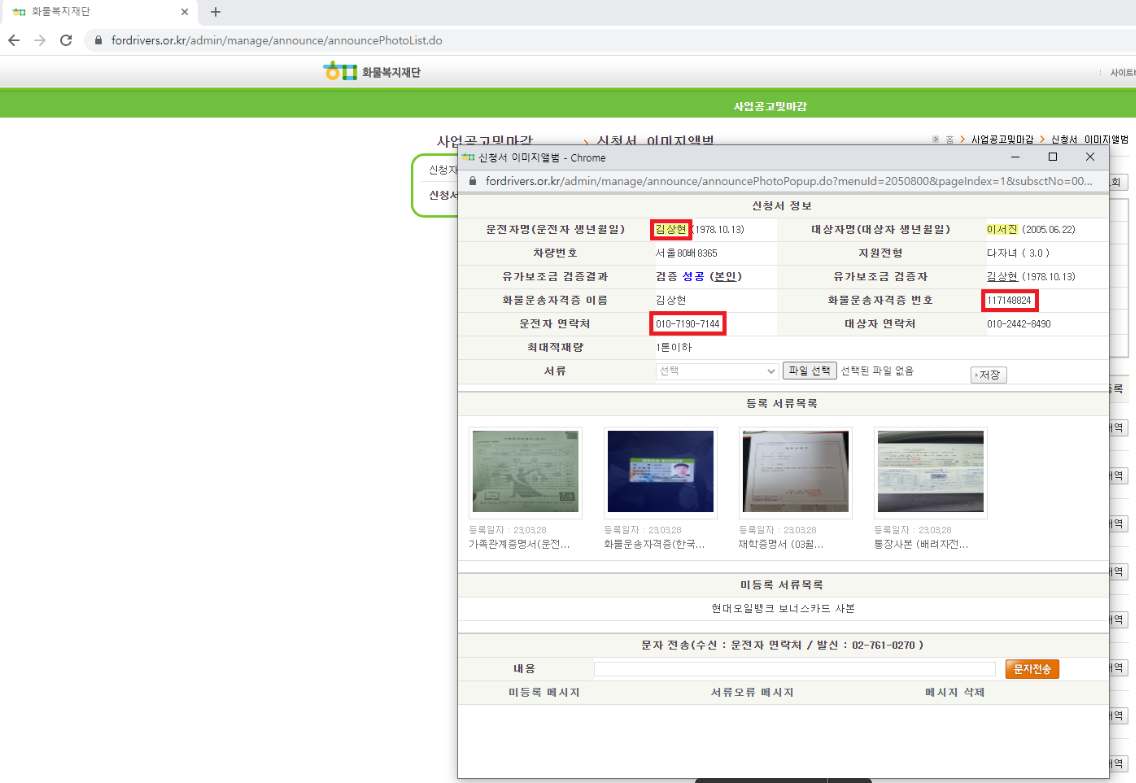 화물복지재단
fordrivers.or.kr/admin/manage/announce/announcePhotoList.do
화물복지재단
사업공고및마감
사업공고및마감 > 신청서 이미지앨범
홈 > 사업공고및마감 > 신청서 이미지앨범
신청서 이미지앨범 - Chrome
fordrivers.or.kr/admin/manage/announce/announcePhotoPopup.do?menuId=2050800&pageIndex=1&subsctNo=00...
신청서 정보
운전자명(운전자 생년월일) 김상현 (1978.10.13) 대상자명(대상자 생년월일) 이서진 (2005.06.22)
차량번호 서울80배8365 지원전형 다자녀 ( 3.0 )
유가보조금 검증결과 검증 성공 (본인) 유가보조금 검증자 김상현 (1978.10.13)
화물운송자격증 이름 김상현 화물운송자격증 번호 117148824
운전자 연락처 010-7190-7144 대상자 연락처 010-2442-8490
최대적재량 1톤이하
서류 선택 파일 선택 선택된 파일 없음 저장
등록 서류목록
등록일자 : 23.03.28 등록일자 : 23.03.28 등록일자 : 23.03.28 등록일자 : 23.03.28
가족관계증명서(운전... 화물운송자격증(한국... 재학증명서 (03월... 통장사본 (배려자전...
미등록 서류목록
현대오일뱅크 보너스카드 사본
문자 전송(수신 : 운전자 연락처 / 발신 : 02-761-0270 )
내용 문자전송
미등록 메시지 서류오류 메시지 메시지 삭제